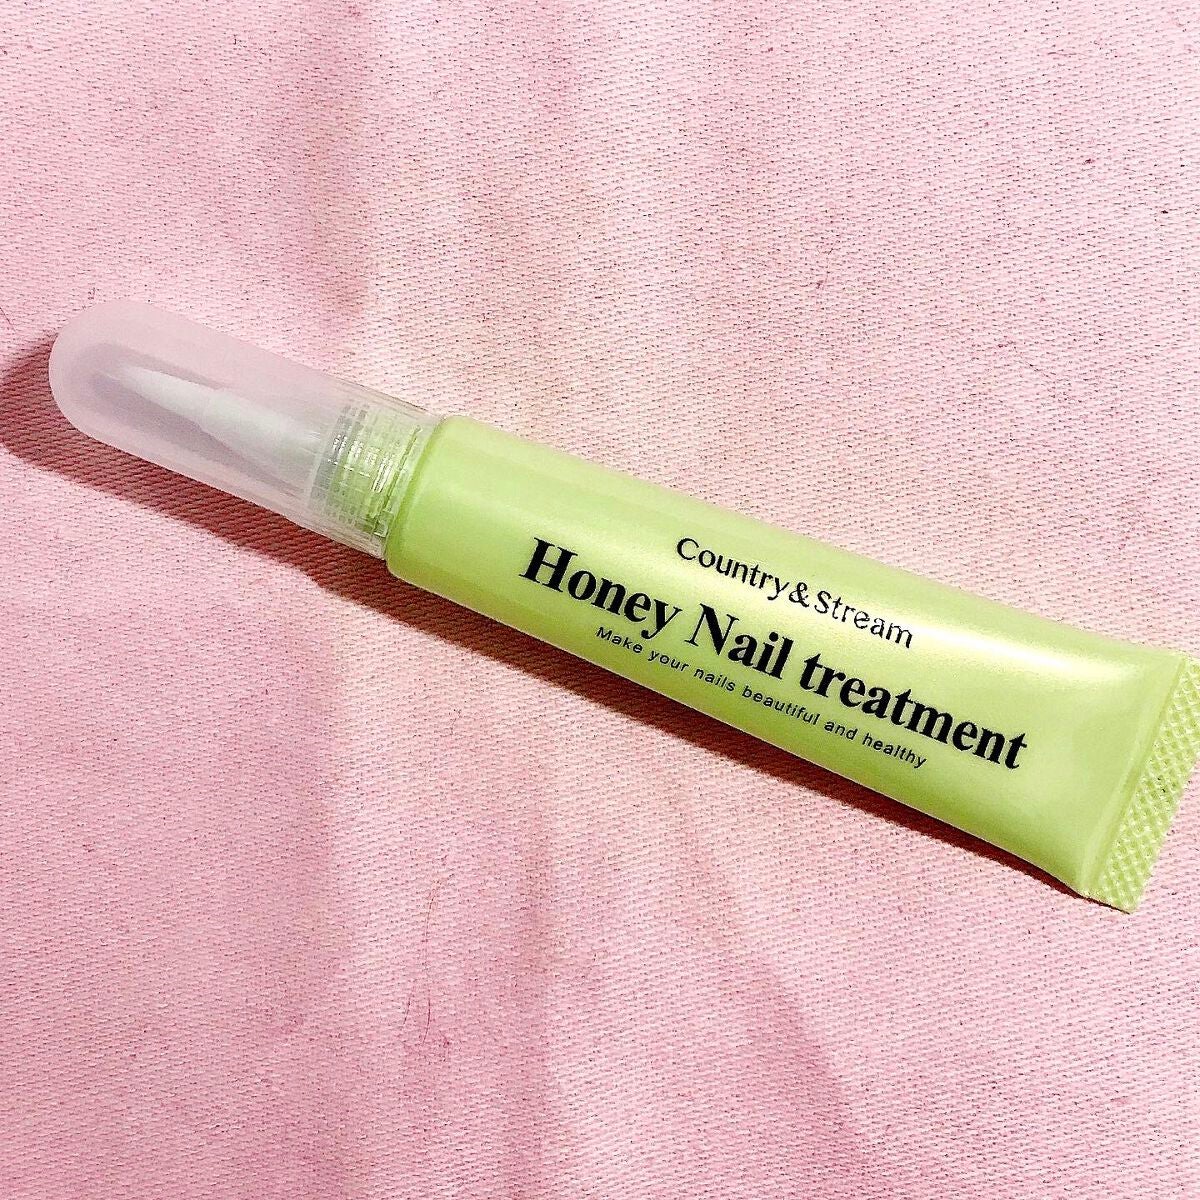 Country&Stream
Honey Nail treatment
Make your nails beautiful and healthy